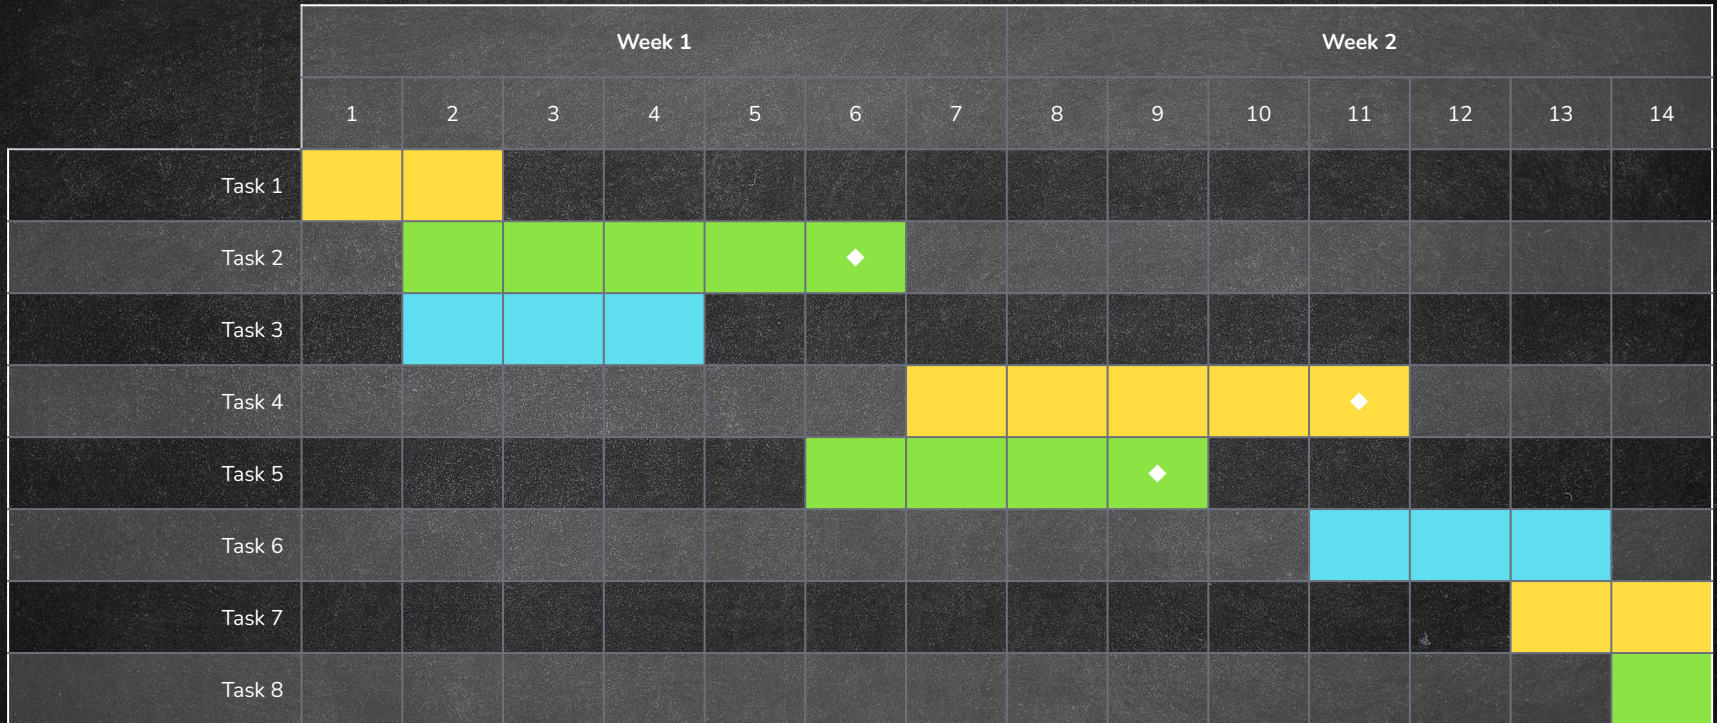 Week 1 Week 2
1 2 3 4 5 6 7 8 9 10 11 12 13 14
Task 1
Task 2
Task 3
Task 4
Task 5
Task 6
Task 7
Task 8